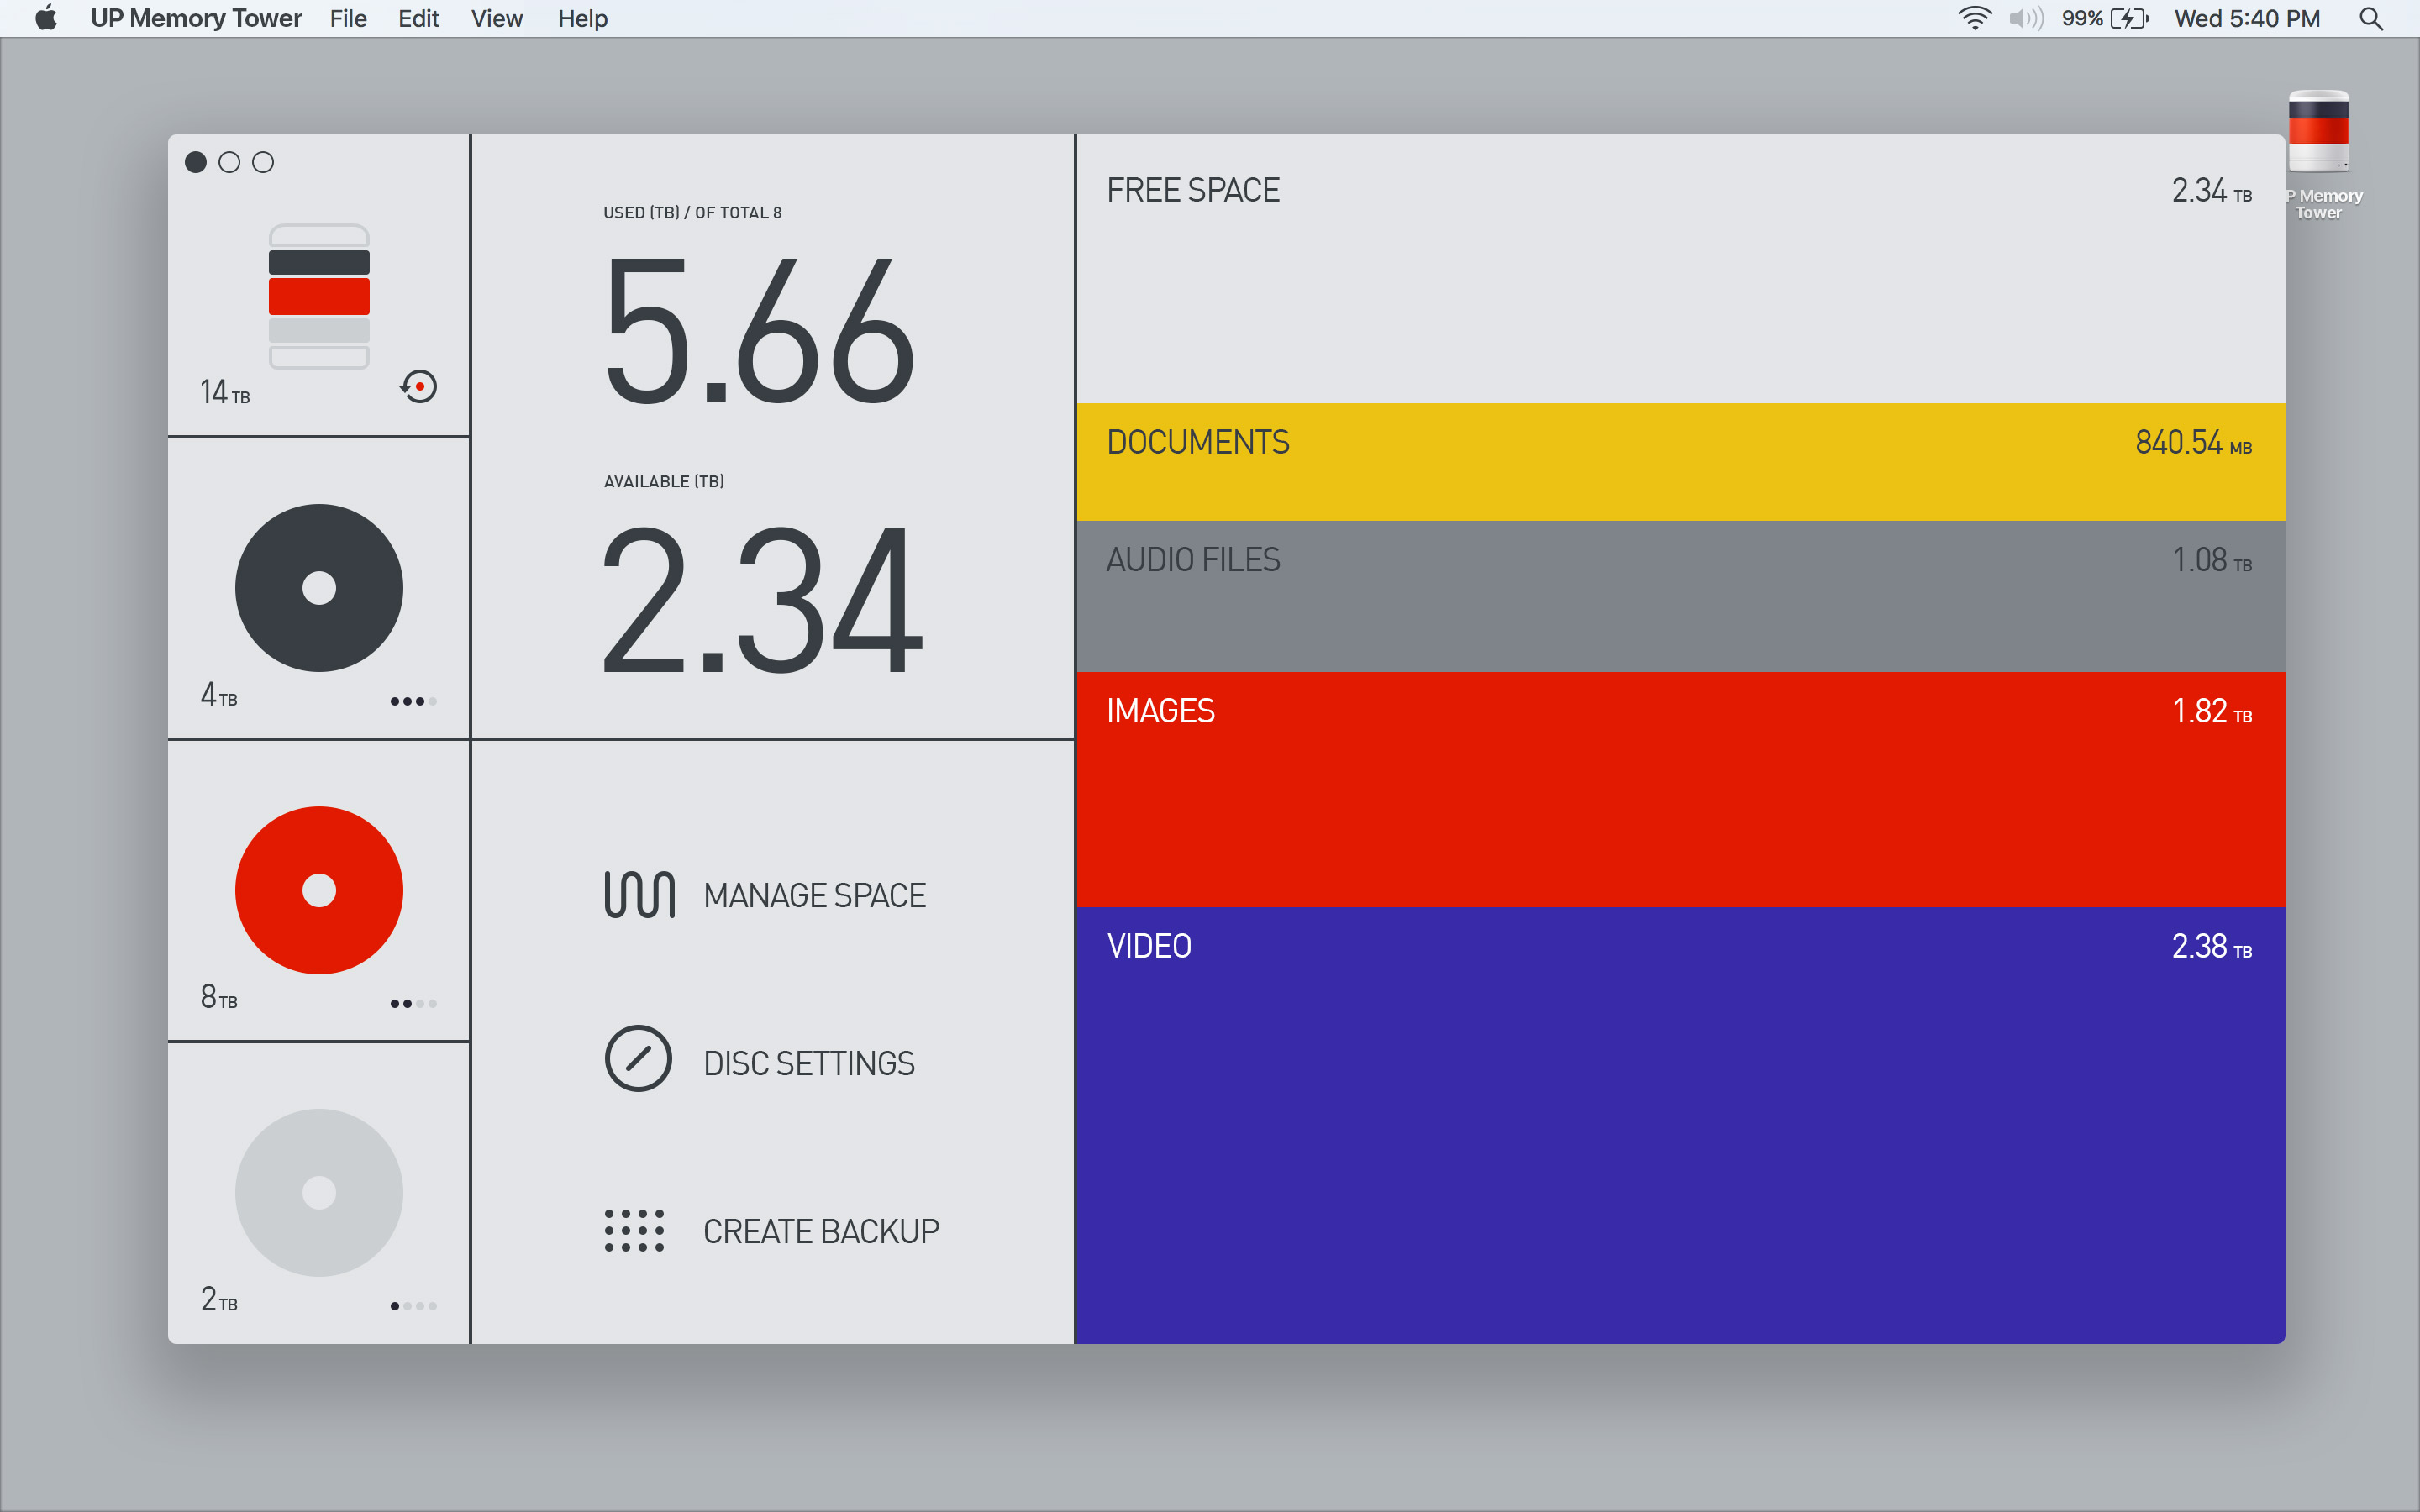 UP Memory Tower File Edit View Help
99% Wed 5:40 PM
P Memory
Tower
14 TB
4 TB
8 TB
2 TB
USED (TB) / OF TOTAL 8
5.66
AVAILABLE (TB)
2.34
MANAGE SPACE
DISC SETTINGS
CREATE BACKUP
FREE SPACE 2.34 TB
DOCUMENTS 840.54 MB
AUDIO FILES 1.08 TB
IMAGES 1.82 TB
VIDEO 2.38 TB